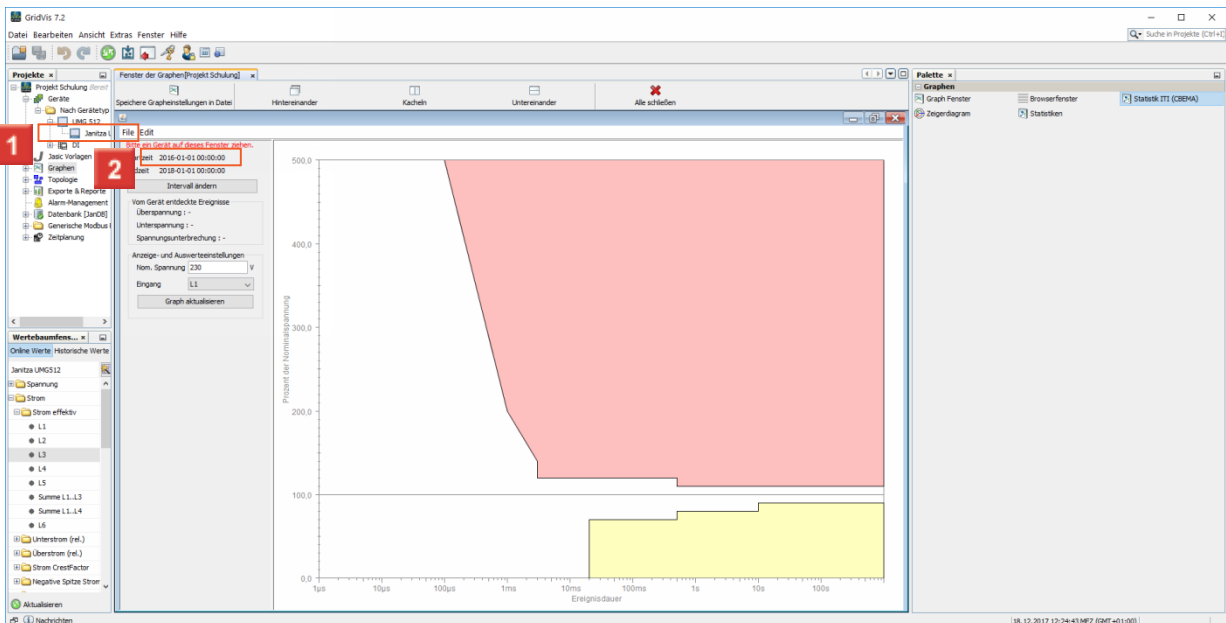 GridVis 7.2
Datei Bearbeiten Ansicht Extras Fenster Hilfe
Suche in Projekte (Ctrl+I)
Projekte
Projekt Schulung Bereit
Geräte
Nach Gerätetyp
UMG 512
Janitza U
DI
Jasic Vorlagen
Graphen
Topologie
Exporte & Reporte
Alarm-Management
Datenbank [JanDB]
Generische Modbus
Zeitplanung
1
2
Fenster der Graphen[Projekt Schulung]
Speichere Grapheinstellungen in Datei
Hintereinander
Kacheln
Untereinander
Alle schließen
File Edit
Bitte ein Gerät auf dieses Fenster ziehen.
2016-01-01 00:00:00
2018-01-01 00:00:00
Intervall ändern
Vom Gerät entdeckte Ereignisse
Überspannung : -
Unterspannung : -
Spannungsunterbrechung : -
Anzeige- und Auswerteeinstellungen
Nom. Spannung 230 V
Eingang L1
Graph aktualisieren
Prozent der Nominalspannung
500,0
400,0
300,0
200,0
100,0
0,0
1µs 10µs 100µs 1ms 10ms 100ms 1s 10s 100s
Ereignisdauer
Palette
Graphen
Graph Fenster
Browserfenster
Statistik ITI (CBEMA)
Zeigerdiagram
Statistiken
Wertebaumfens...
Online Werte Historische Werte
Janitza UMG512
Spannung
Strom
Strom effektiv
L1
L2
L3
L4
L5
Summe L1..L3
Summe L1..L4
L6
Unterstrom (rel.)
Überstrom (rel.)
Strom CrestFactor
Negative Spitze Strom
Aktualisieren
Nachrichten
18.12.2017 12:24:43 MEZ (GMT+01:00)